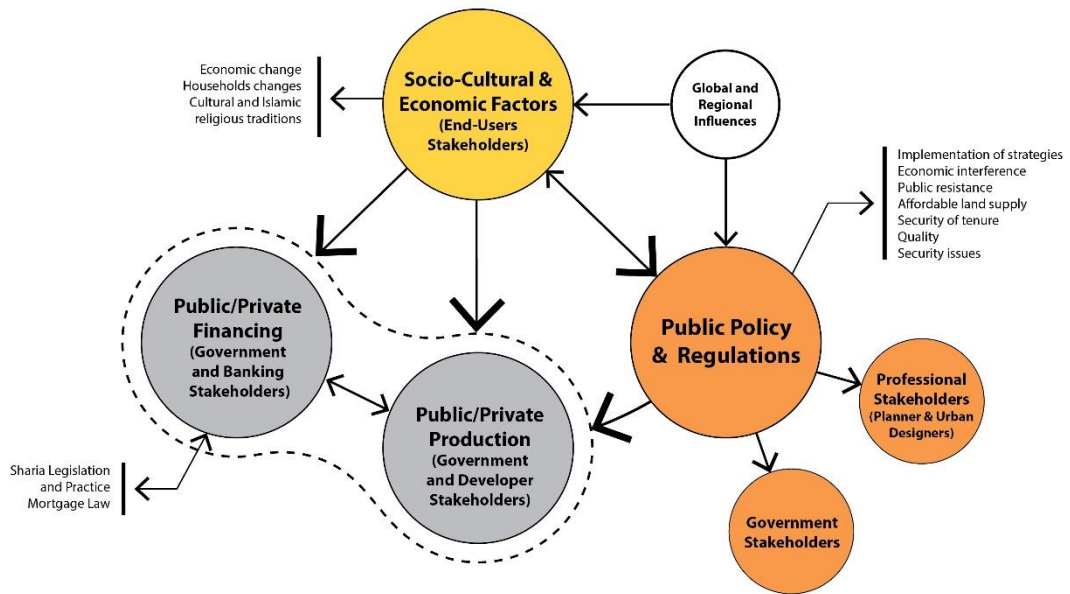 Economic change
Households changes
Cultural and Islamic
religious traditions
Socio-Cultural &
Economic Factors
(End-Users
Stakeholders)
Global and
Regional
Influences
Implementation of strategies
Economic interference
Public resistance
Affordable land supply
Security of tenure
Quality
Security issues
Public/Private
Financing
(Government
and Banking
Stakeholders)
Public Policy
& Regulations
Public/Private
Production
(Government
and Developer
Stakeholders)
Professional
Stakeholders
(Planner & Urban
Designers)
Sharia Legislation
and Practice
Mortgage Law
Government
Stakeholders